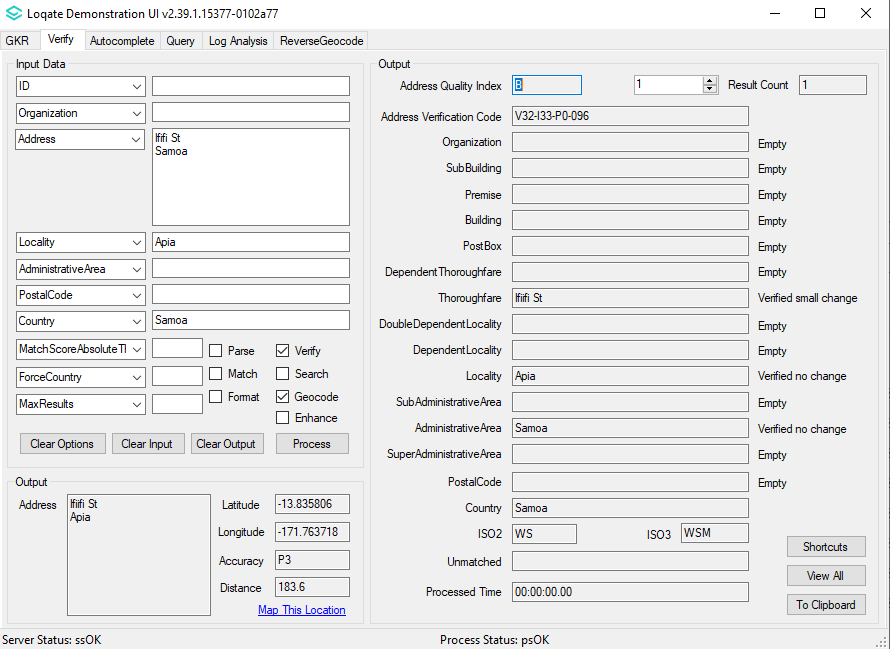 Loqate Demonstration UI v2.39.1.15377-0102a77
GKR Verify Autocomplete Query Log Analysis ReverseGeocode
Input Data
ID
Organization
Address
Ififi St
Samoa
Locality Apia
AdministrativeArea
PostalCode
Country Samoa
MatchScoreAbsoluteTl Parse Verify
ForceCountry Match Search
MaxResults Format Geocode
Enhance
Clear Options Clear Input Clear Output Process
Output
Address
Ifiifi St
Apia
Latitude -13.835806
Longitude -171.763718
Accuracy P3
Distance 183.6
Map This Location
Output
Address Quality Index B 1 Result Count 1
Address Verification Code V32-I33-P0-096
Organization Empty
SubBuilding Empty
Premise Empty
Building Empty
PostBox Empty
DependentThoroughfare Empty
Thoroughfare Ifiifi St Verified small change
DoubleDependentLocality Empty
DependentLocality Empty
Locality Apia Verified no change
SubAdministrativeArea Empty
AdministrativeArea Samoa Verified no change
SuperAdministrativeArea Empty
PostalCode Empty
Country Samoa
ISO2 WS ISO3 WSM
Unmatched
Processed Time 00:00:00.00
Shortcuts
View All
To Clipboard
Server Status: ssOK Process Status: psOK